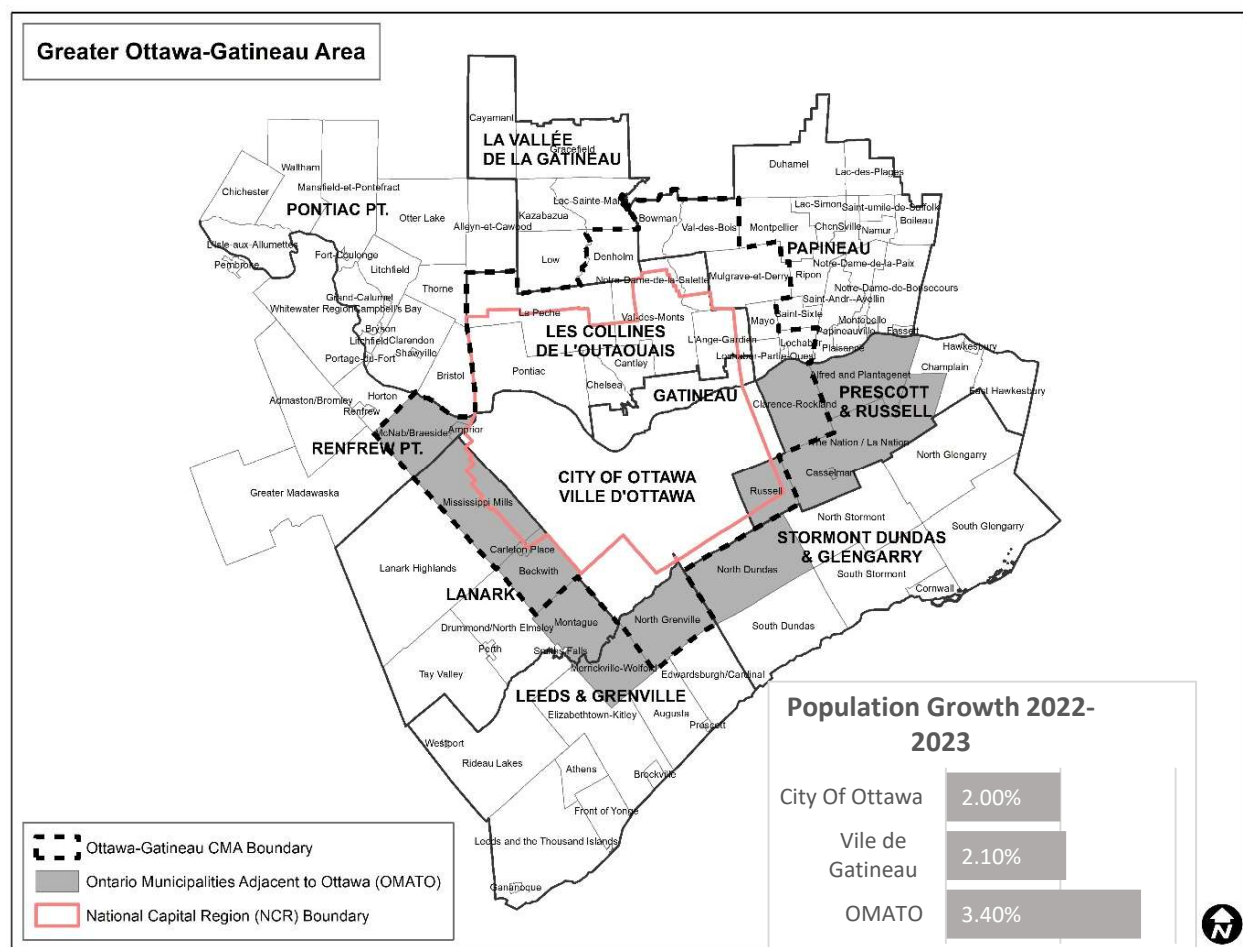 Greater Ottawa-Gatineau Area
Cayamant
LA VALLÉE
DE LA GATINEAU
Gracefield
Duhamel
Lac-des-Plages
Waltham
Chichester
Mansfield-et-Pontefract
PONTIAC PT.
Otter Lake
Alleyn-et-Cawood
Kazabazua
Lac-Sainte-Marie
Bowman
Val-des-Bois
Montpellier
Lac-Simon
Boileau
Namur
PAPINEAU
L'Isle-aux-Allumettes
Pembroke
Fort-Coulonge
Litchfield
Low
Denholm
Notre-Dame-de-la-Paix
Thorne
Notre-Dame-de-la-Salette
Mulgrave-et-Derry
Ripon
Notre-Dame-de-Bonsecours
Grand-Calumet
Whitewater Region
Campbell's Bay
La Peche
Val-des-Monts
Mayo
Saint-Sixte
Montebello
Papineauville
Fassett
Bryson
Litchfield
Clarendon
Portage-du-Fort
Shawville
LES COLLINES
DE L'OUTAOUAIS
L'Ange-Gardien
Lochaber
Plaisance
Lochaber-Partie-Ouest
Hawkesbury
Bristol
Pontiac
Cantley
Chelsea
GATINEAU
Alfred and Plantagenet
Champlain
East Hawkesbury
PRESCOTT
& RUSSELL
Clarence-Rockland
Admaston/Bromley
Horton
Renfrew
McNab/Braeside
Arnprior
RENFREW PT.
The Nation / La Nation
North Glengarry
CITY OF OTTAWA
VILLE D'OTTAWA
Casselman
Russell
Greater Madawaska
Mississippi Mills
North Stormont
South Glengarry
STORMONT DUNDAS
& GLENGARRY
Carleton Place
Beckwith
Lanark Highlands
LANARK
North Dundas
South Stormont
Cornwall
Montague
North Grenville
Drummond/North Elmsley
Perth
Smiths Falls
South Dundas
Tay Valley
Merrickville-Wolford
Edwardsburgh/Cardinal
LEEDS & GRENVILLE
Elizabethtown-Kitley
Augusta
Prescott
Westport
Rideau Lakes
Athens
Brockville
Front of Yonge
Leeds and the Thousand Islands
Gananoque
Ottawa-Gatineau CMA Boundary
Ontario Municipalities Adjacent to Ottawa (OMATO)
National Capital Region (NCR) Boundary
Population Growth 2022-
2023
City Of Ottawa
2.00%
Vile de
Gatineau
2.10%
OMATO
3.40%
N